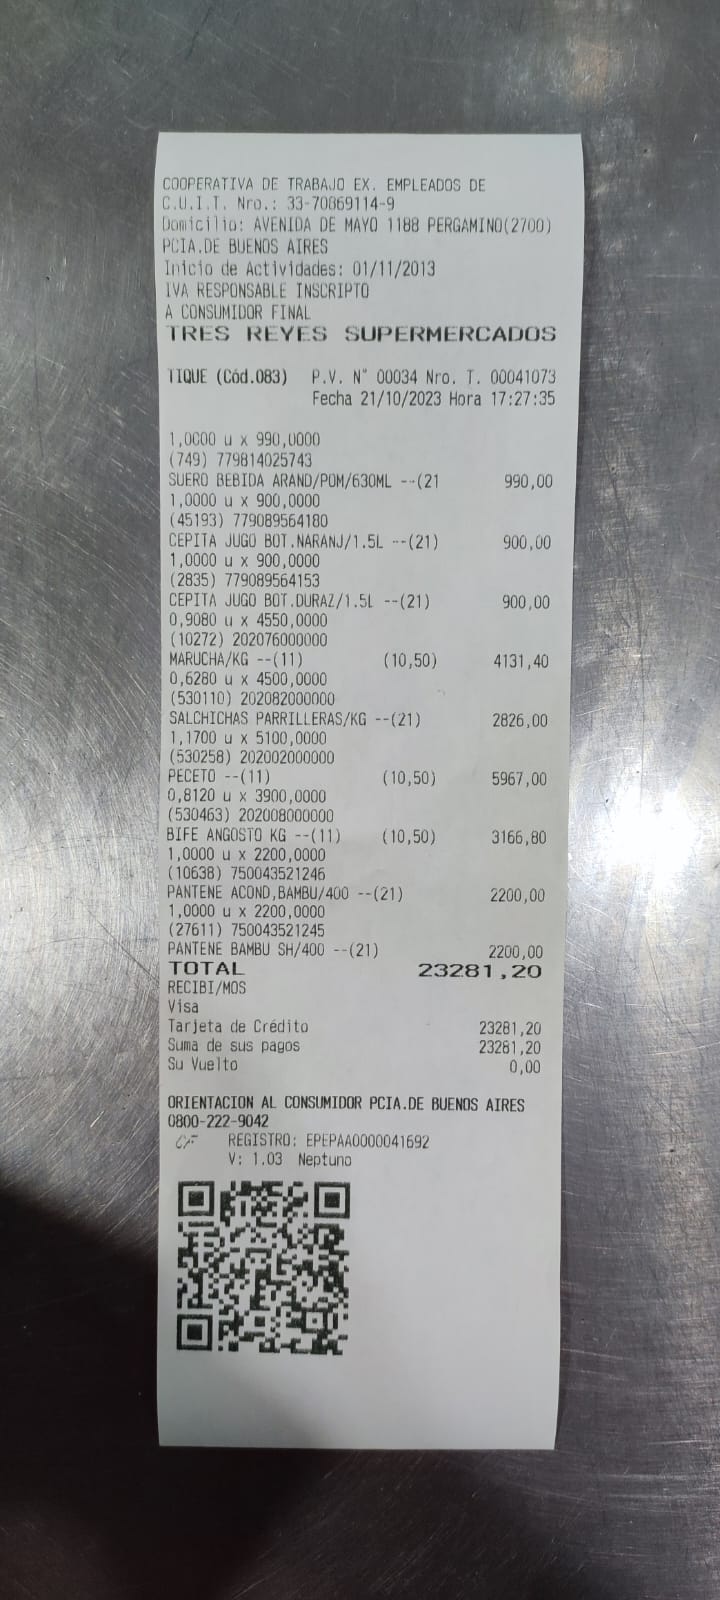 COOPERATIVA DE TRABAJO EX. EMPLEADOS DE
C.U.I.T. Nro.: 33-70869114-9
Domicilio: AVENIDA DE MAYO 1188 PERGAMINO(2700)
PCIA.DE BUENOS AIRES
Inicio de Actividades: 01/11/2013
IVA RESPONSABLE INSCRIPTO
A CONSUMIDOR FINAL
TRES REYES SUPERMERCADOS
TIQUE (Cód.083) P.V. N° 00034 Nro. T. 00041073
Fecha 21/10/2023 Hora 17:27:35
1,0000 u x 990,0000
(749) 779814025743
SUERO BEBIDA ARAND/POM/630ML --(21 990,00
1,0000 u x 900,0000
(45193) 779089564180
CEPITA JUGO BOT.NARANJ/1.5L --(21) 900,00
1,0000 u x 900,0000
(2835) 779089564153
CEPITA JUGO BOT.DURAZ/1.5L --(21) 900,00
0,9080 u x 4550,0000
(10272) 202076000000
MARUCHA/KG --(11) (10,50) 4131,40
0,6280 u x 4500,0000
(530110) 202082000000
SALCHICHAS PARRILLERAS/KG --(21) 2826,00
1,1700 u x 5100,0000
(530258) 202002000000
PECETO --(11) (10,50) 5967,00
0,8120 u x 3900,0000
(530463) 202008000000
BIFE ANGOSTO KG --(11) (10,50) 3166,80
1,0000 u x 2200,0000
(10638) 750043521246
PANTENE ACOND,BAMBU/400 --(21) 2200,00
1,0000 u x 2200,0000
(27611) 750043521245
PANTENE BAMBU SH/400 --(21) 2200,00
TOTAL 23281,20
RECIBI/MOS
Visa
Tarjeta de Crédito 23281,20
Suma de sus pagos 23281,20
Su Vuelto 0,00
ORIENTACION AL CONSUMIDOR PCIA.DE BUENOS AIRES
0800-222-9042
CF REGISTRO: EPEPAA0000041692
V: 1.03 Neptuno